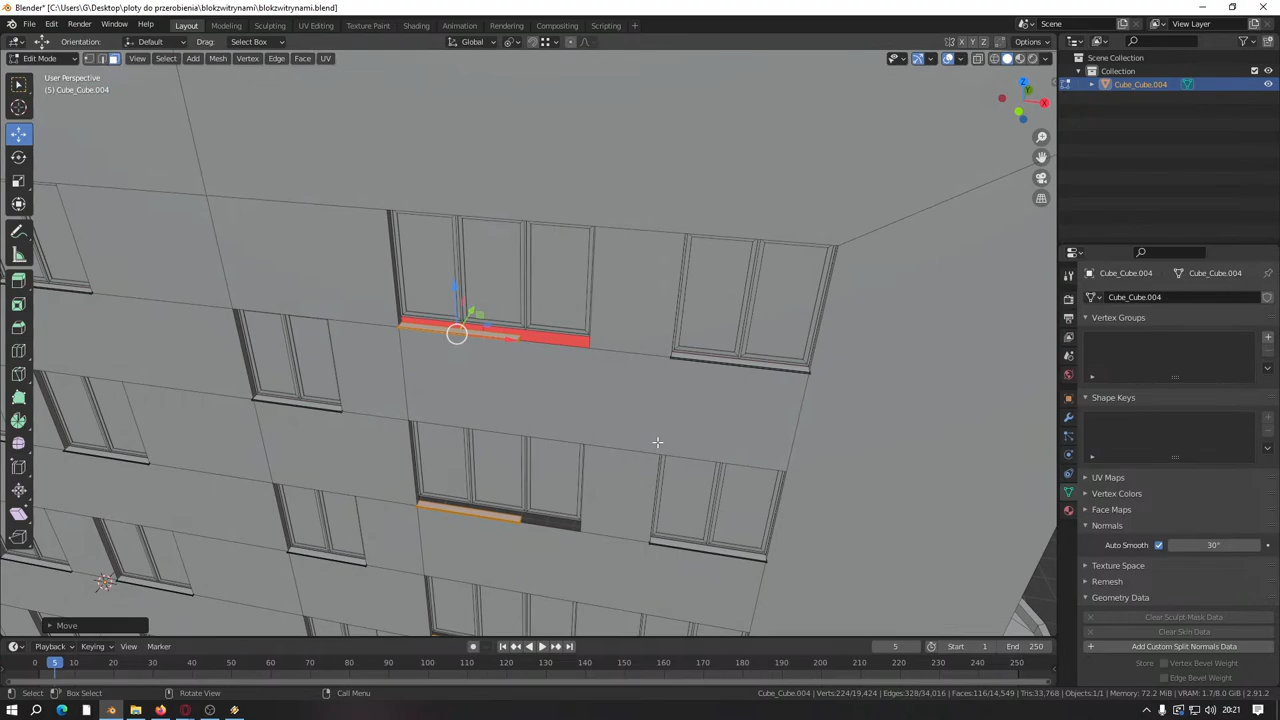 Blender* [C:\Users\G\Desktop\ploty do przerobienia\blokzwitrynami\blokzwitrynami.blend]
File Edit Render Window Help Layout Modeling Sculpting UV Editing Texture Paint Shading Animation Rendering Compositing Scripting + Scene View Layer
Orientation: Default Drag: Select Box Global X Y Z Options
Edit Mode View Select Add Mesh Vertex Edge Face UV
User Perspective
(5) Cube_Cube.004
Z
Y
X
Scene Collection
Collection
Cube_Cube.004
Cube_Cube.004 Cube_Cube.004
Cube_Cube.004
Vertex Groups
Shape Keys
UV Maps
Vertex Colors
Face Maps
Normals
Auto Smooth 30°
Texture Space
Remesh
Geometry Data
Clear Sculpt-Mask Data
Clear Skin Data
Add Custom Split Normals Data
Store Vertex Bevel Weight
Edge Bevel Weight
Move
Playback Keying View Marker 5 Start 1 End 250
0 5 10 20 30 40 50 60 70 80 90 100 110 120 130 140 150 160 170 180 190 200 210 220 230 240 250
Select Box Select Rotate View Call Menu Cube_Cube.004 | Verts:224/19,424 | Edges:328/34,016 | Faces:116/14,549 | Tris:33,768 | Objects:1/1 | Memory: 72.2 MiB | VRAM: 1.7/8.0 GiB | 2.91.2
20:21